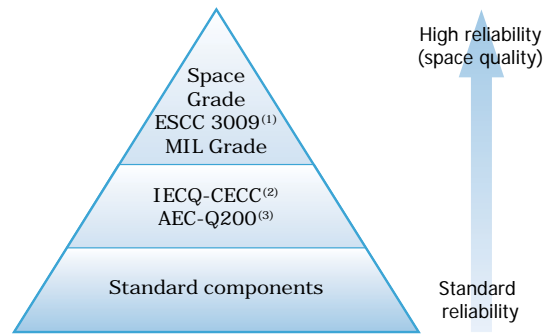 Space
Grade
ESCC 3009(1)
MIL Grade
IECQ-CECC(2)
AEC-Q200(3)
Standard components
High reliability
(space quality)
Standard
reliability